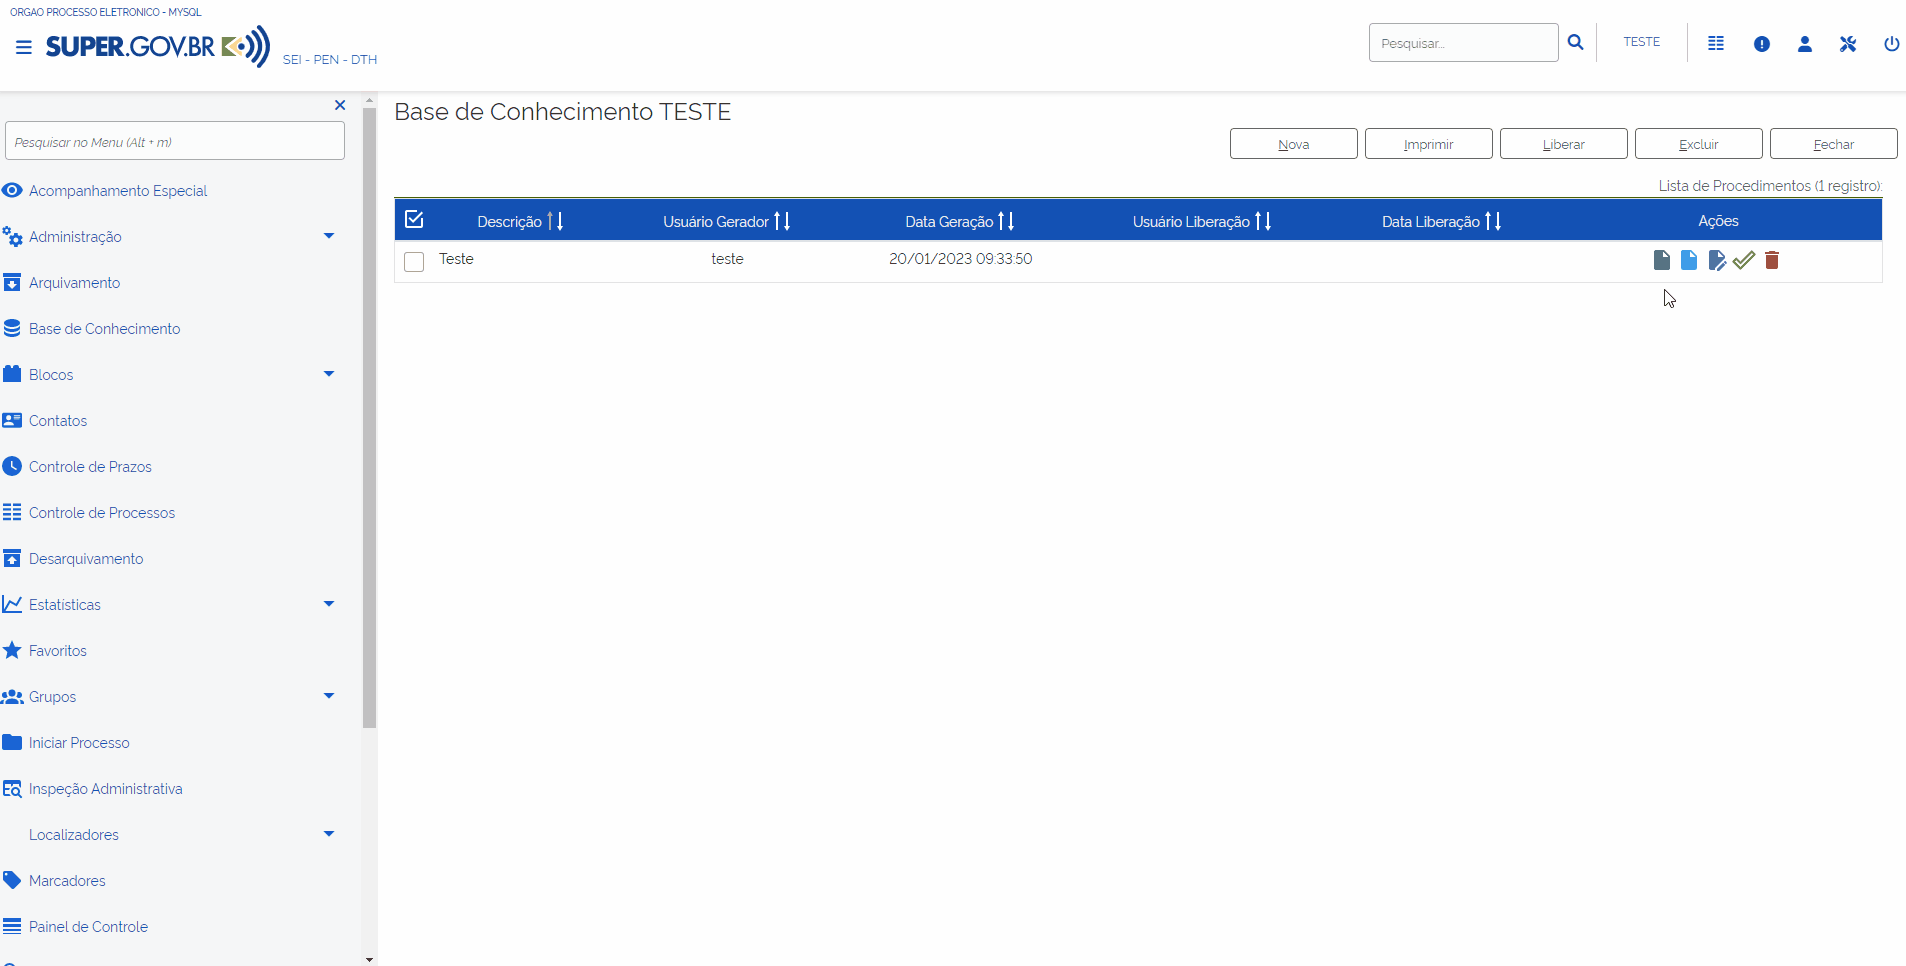 ORGAO PROCESSO ELETRONICO - MYSQL
SUPER.GOV.BR
SEI - PEN - DTH
Pesquisar...
TESTE
Pesquisar no Menu (Alt + m)
Acompanhamento Especial
Administração
Arquivamento
Base de Conhecimento
Blocos
Contatos
Controle de Prazos
Controle de Processos
Desarquivamento
Estatísticas
Favoritos
Grupos
Iniciar Processo
Inspeção Administrativa
Localizadores
Marcadores
Painel de Controle
Base de Conhecimento TESTE
Nova Imprimir Liberar Excluir Fechar
Lista de Procedimentos (1 registro):
Descrição Usuário Gerador Data Geração Usuário Liberação Data Liberação Ações
Teste teste 20/01/2023 09:33:50